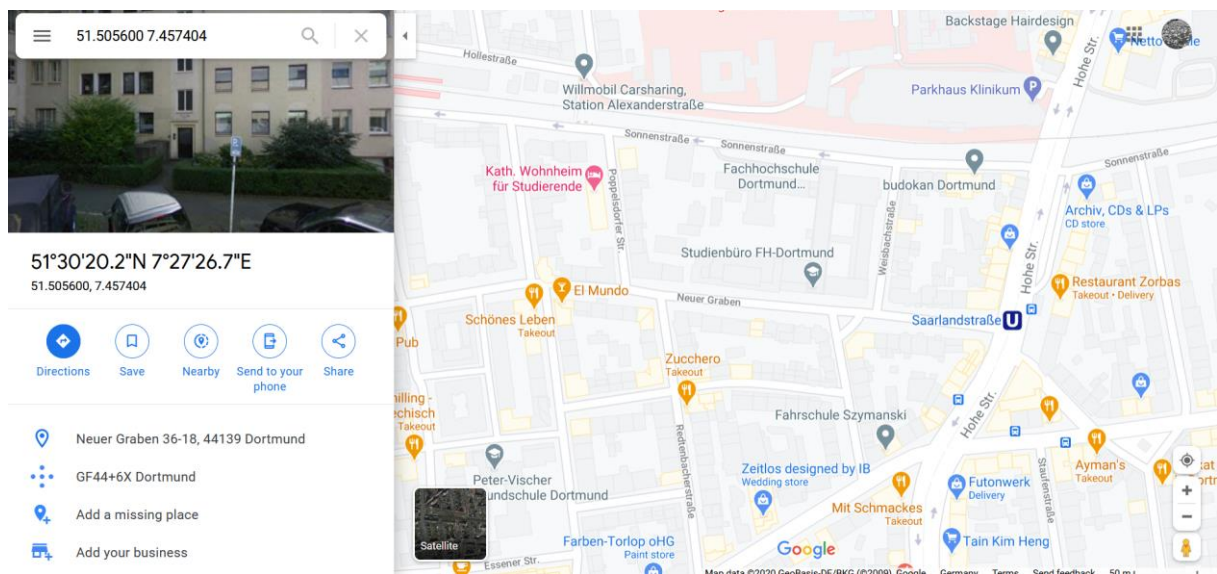 51.505600 7.457404
51°30'20.2"N 7°27'26.7"E
51.505600, 7.457404
Directions
Save
Nearby
Send to your
phone
Share
Neuer Graben 36-18, 44139 Dortmund
GF44+6X Dortmund
Add a missing place
Add your business
Backstage Hairdesign
Netto
Hohe Str.
Hollestraße
Willmobil Carsharing,
Station Alexanderstraße
Parkhaus Klinikum
P
Sonnenstraße
Sonnenstraße
Sonnenstraße
Kath. Wohnheim
für Studierende
Poppelsdorfer Str.
Fachhochschule
Dortmund...
budokan Dortmund
Archiv, CDs & LPs
CD store
Weisbachstraße
Hohe Str.
Studienbüro FH-Dortmund
Restaurant Zorbas
Takeout • Delivery
El Mundo
Neuer Graben
Schönes Leben
Takeout
Saarlandstraße
U
Pub
Zucchero
Takeout
Takeout
Fahrschule Szymanski
Hohe Str.
Redtenbacherstraße
Staufenstraße
Peter-Vischer
undschule Dortmund
Zeitlos designed by IB
Wedding store
Futonwerk
Delivery
Ayman's
Takeout
Mit Schmackes
Takeout
Satellite
Farben-Torlop oHG
Paint store
Google
Tain Kim Heng
Essener Str.
Map data ©2020 GeoBasis-DE/BKG (©2009), Google
Germany
Terms
Send feedback
50 m